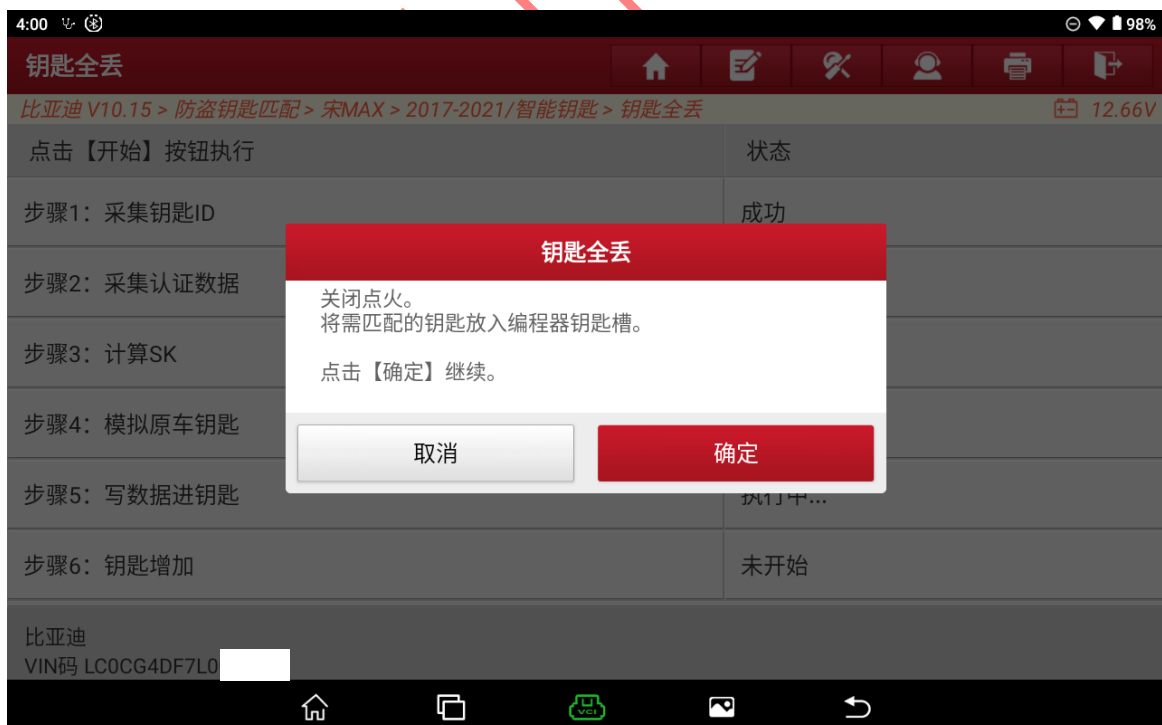 4:00
98%
钥匙全丢
比亚迪 V10.15 > 防盗钥匙匹配 > 宋MAX > 2017-2021/智能钥匙 > 钥匙全丢
12.66V
点击【开始】按钮执行
状态
步骤1：采集钥匙ID
成功
步骤2：采集认证数据
步骤3：计算SK
步骤4：模拟原车钥匙
步骤5：写数据进钥匙
执行中...
步骤6：钥匙增加
未开始
钥匙全丢
关闭点火。
将需匹配的钥匙放入编程器钥匙槽。
点击【确定】继续。
取消
确定
比亚迪
VIN码 LC0CG4DF7L0
VCI